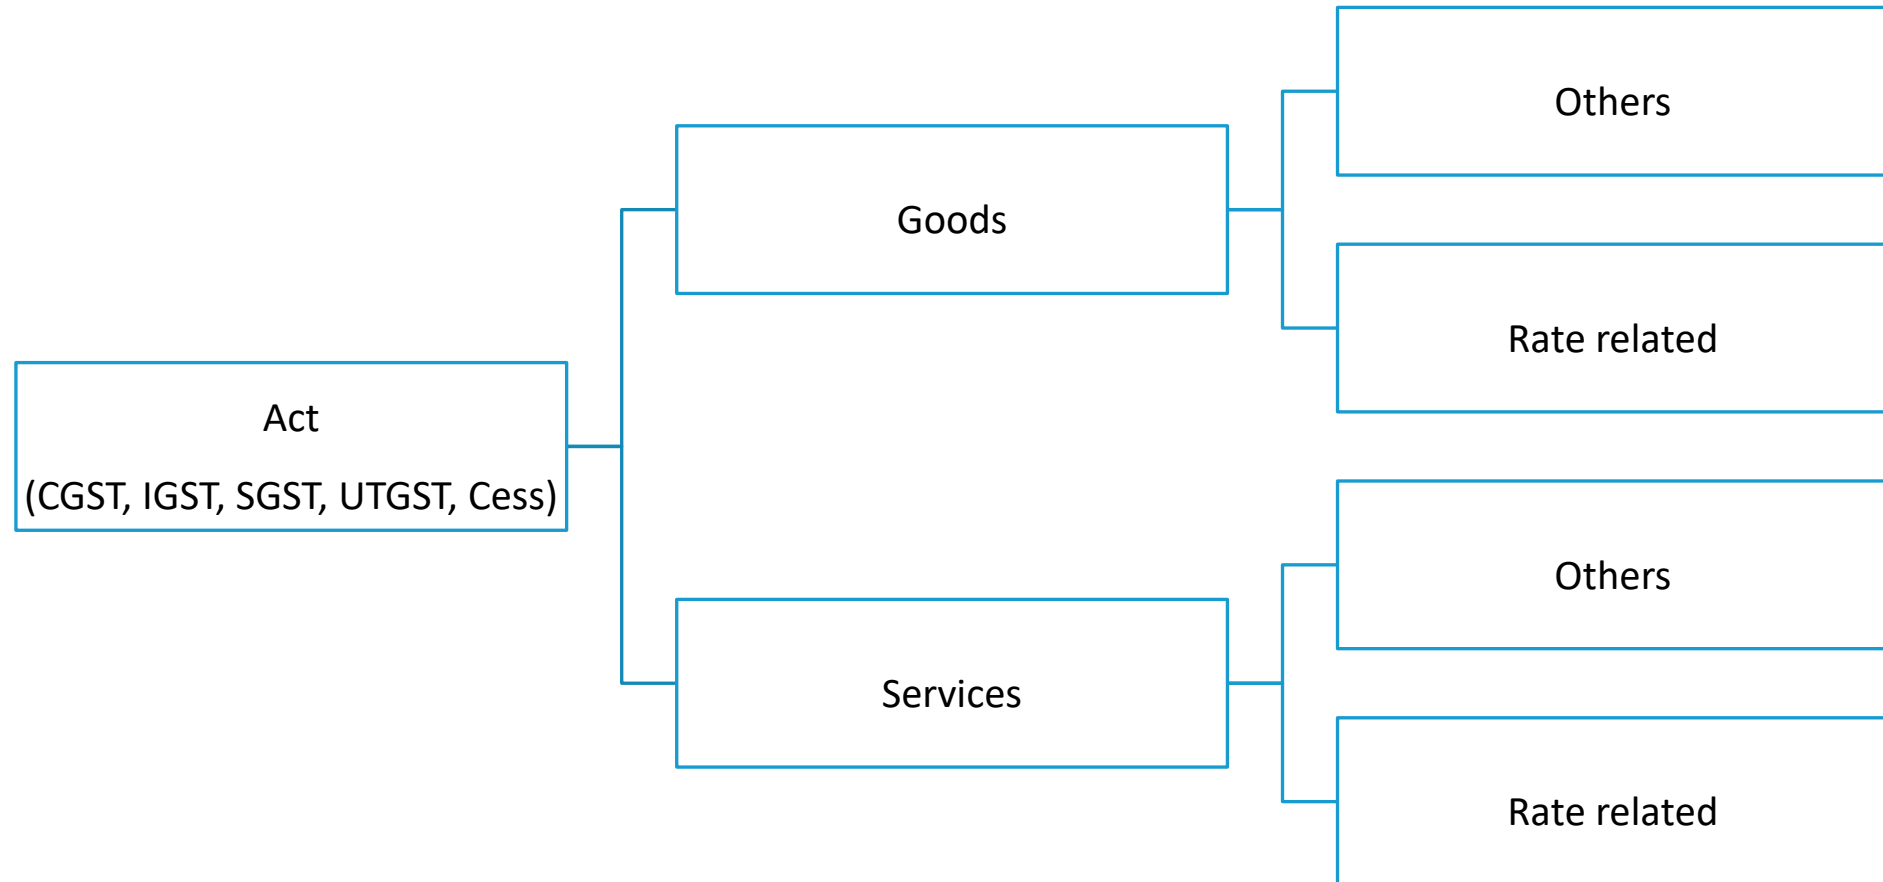 Others
Goods
Rate related
Act
(CGST, IGST, SGST, UTGST, Cess)
Others
Services
Rate related